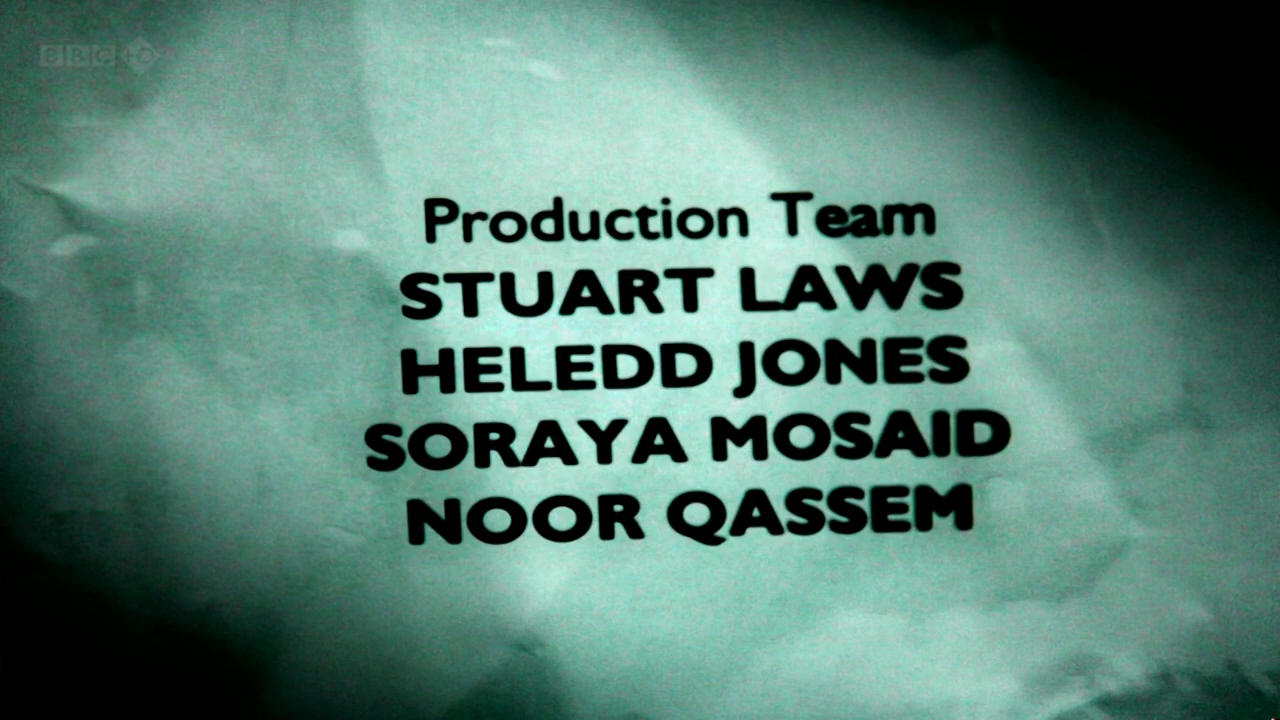 BBC HD
Production Team
STUART LAWS
HELEDD JONES
SORAYA MOSAID
NOOR QASSEM